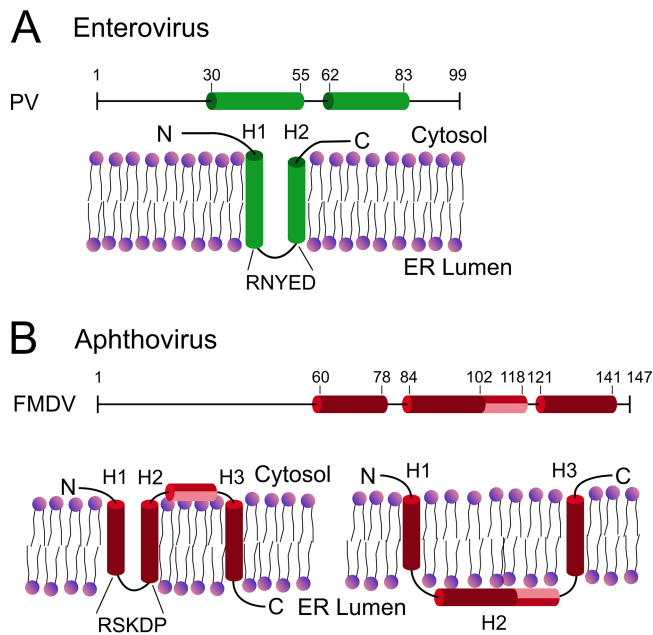 A Enterovirus
1 30 55 62 83 99
PV
N H1 H2 C Cytosol
ER Lumen
RNYED
B Aphthovirus
1 60 78 84 102 118 121 141 147
FMDV
N H1 H2 H3 Cytosol
C ER Lumen
RSKDP
N H1 H3 C
H2